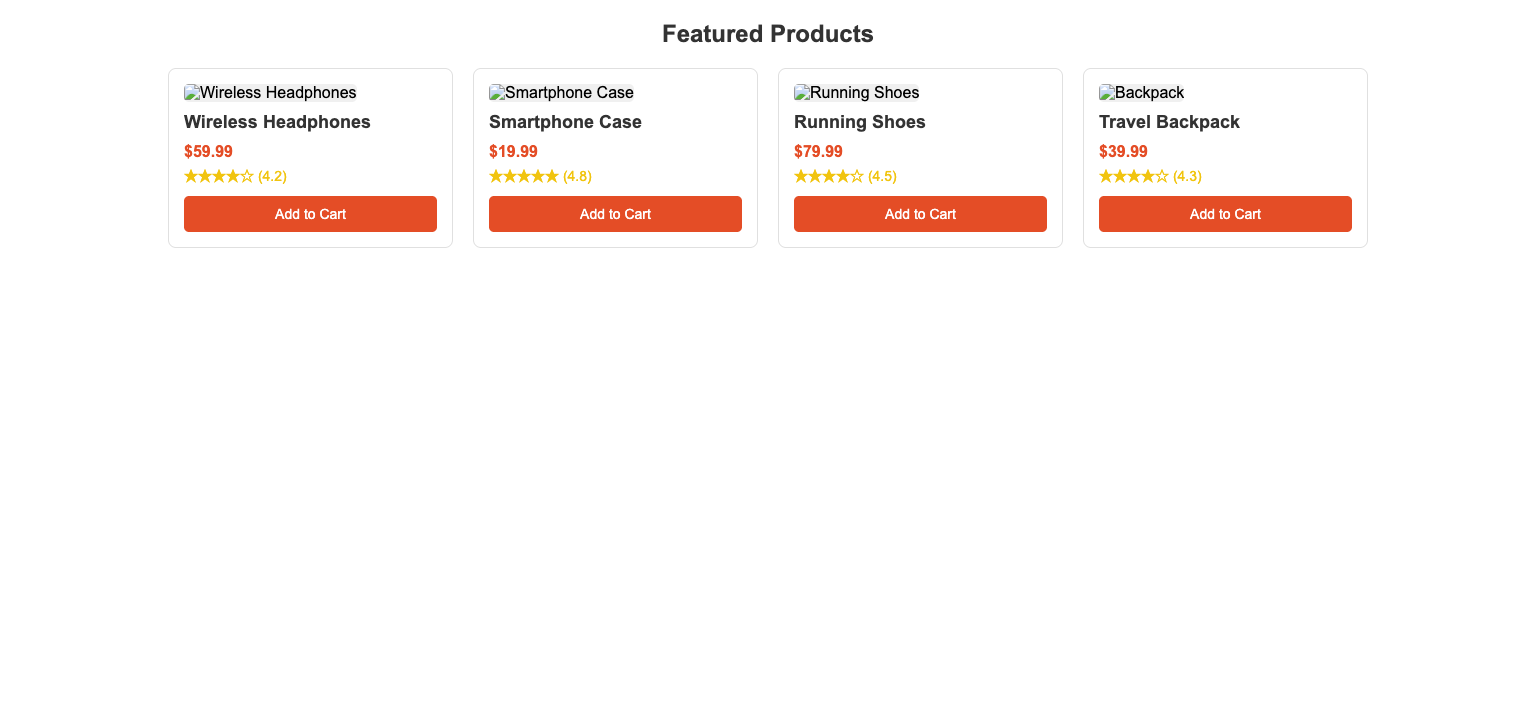 Featured Products
Wireless Headphones
Wireless Headphones
$59.99
★★★★☆ (4.2)
Add to Cart
Smartphone Case
Smartphone Case
$19.99
★★★★★ (4.8)
Add to Cart
Running Shoes
Running Shoes
$79.99
★★★★☆ (4.5)
Add to Cart
Backpack
Travel Backpack
$39.99
★★★★☆ (4.3)
Add to Cart